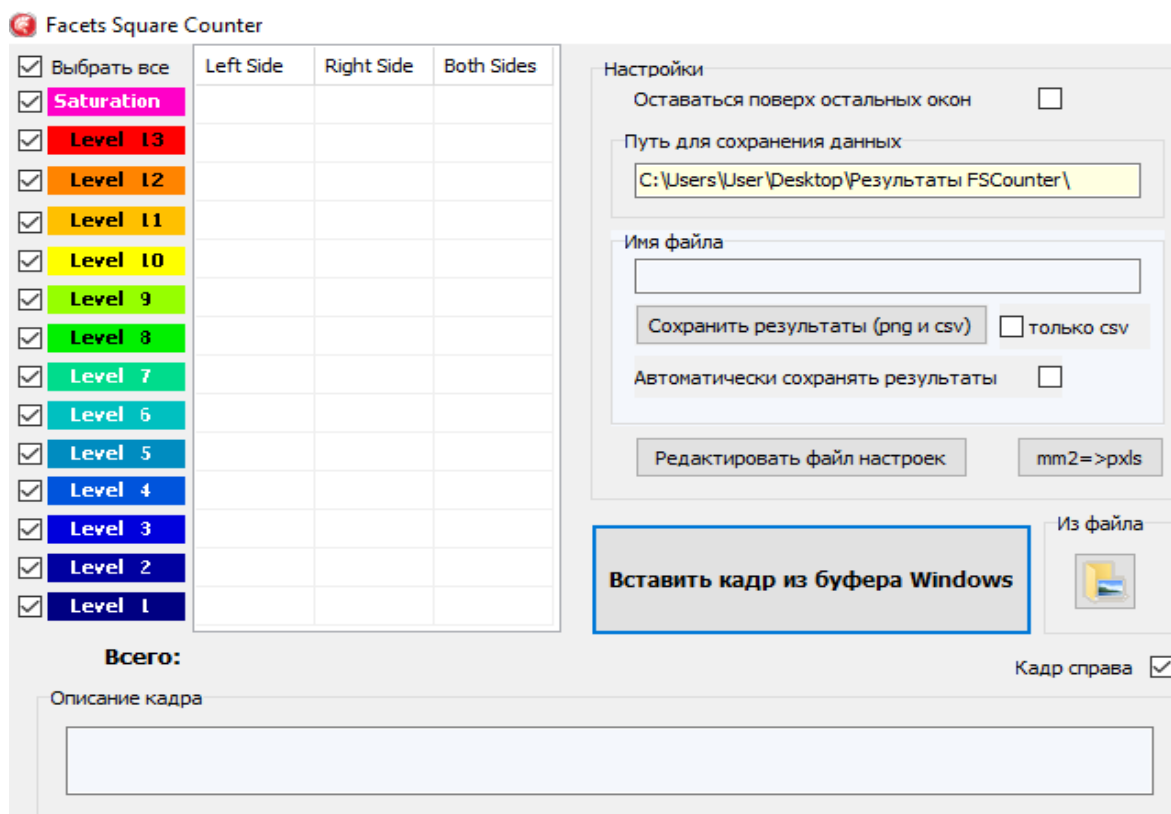 Facets Square Counter
Выбрать все
Left Side
Right Side
Both Sides
Saturation
Level 13
Level 12
Level 11
Level 10
Level 9
Level 8
Level 7
Level 6
Level 5
Level 4
Level 3
Level 2
Level 1
Всего:
Настройки
Оставаться поверх остальных окон
Путь для сохранения данных
C:\Users\User\Desktop\Результаты FSCounter\
Имя файла
Сохранить результаты (png и csv)
только csv
Автоматически сохранять результаты
Редактировать файл настроек
mm2=>pxls
Вставить кадр из буфера Windows
Из файла
Кадр справа
Описание кадра